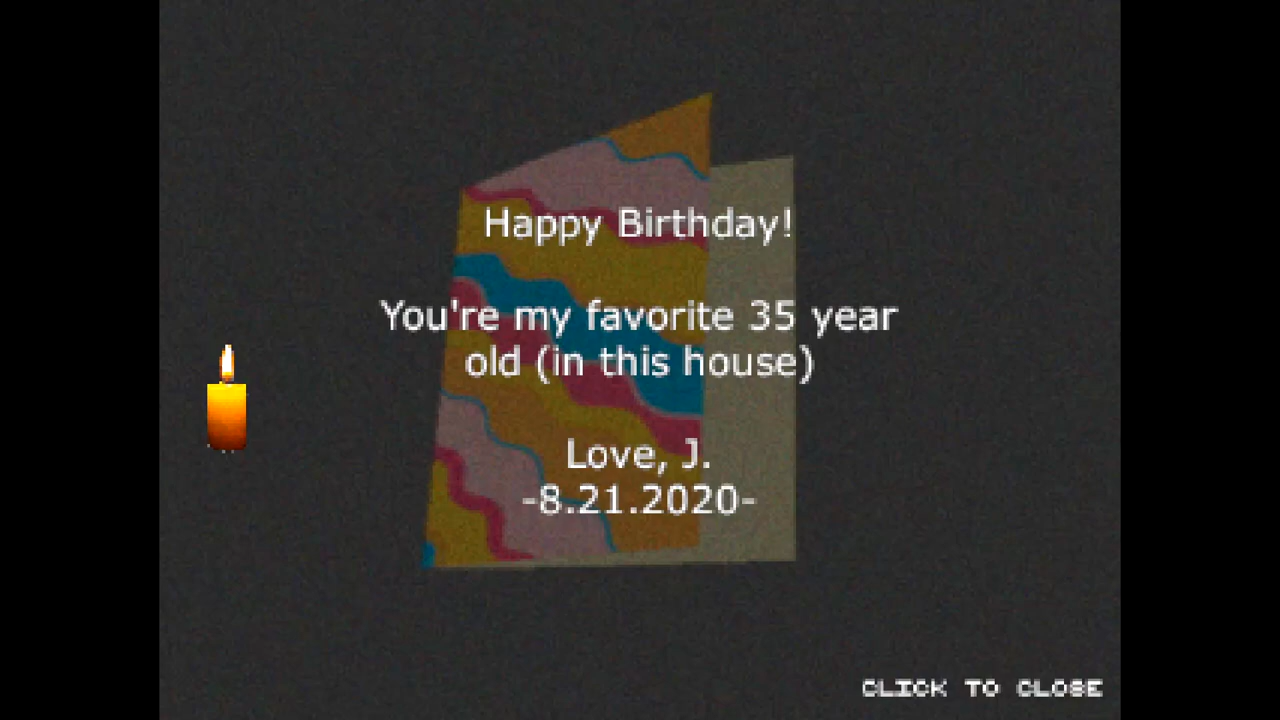 Happy Birthday!
You're my favorite 35 year
old (in this house)
Love, J.
-8.21.2020-
CLICK TO CLOSE